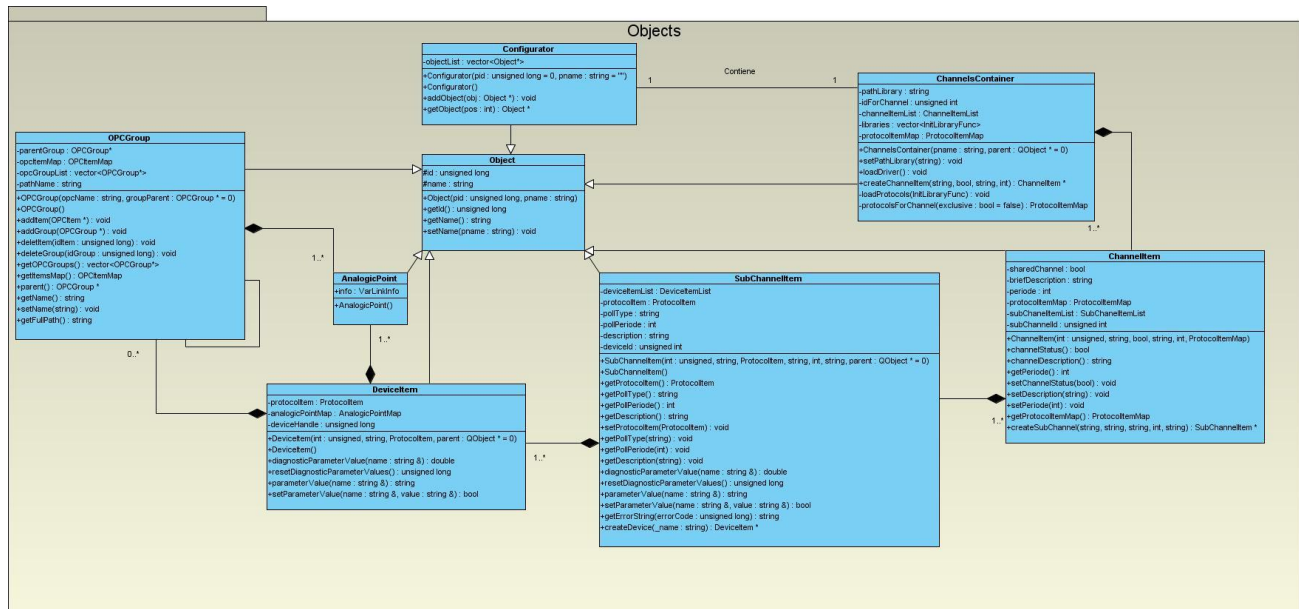 Objects
Configurator
-objectList : vector<Object*>
+Configurator(pid : unsigned long = 0, pname : string = "")
+Configurator()
+addObject(obj : Object *) : void
+getObject(pos : int) : Object *
1
Contiene
1
ChannelsContainer
-pathLibrary : string
-idForChannel : unsigned int
-channelItemList : ChannelItemList
-libraries : vector<InitLibraryFunc>
-protocolItemMap : ProtocolItemMap
+ChannelsContainer(pname : string, parent : QObject * = 0)
+setPathLibrary(string) : void
+loadDriver() : void
+createChannelItem(string, bool, string, int) : ChannelItem *
-loadProtocols(InitLibraryFunc) : void
-protocolsForChannel(exclusive : bool = false) : ProtocolItemMap
1..*
OPCGroup
-parentGroup : OPCGroup*
-opcItemMap : OPCItemMap
-opcGroupList : vector<OPCGroup*>
-pathName : string
+OPCGroup(opcName : string, groupParent : OPCGroup * = 0)
+OPCGroup()
+addItem(OPCItem *) : void
+addGroup(OPCGroup *) : void
+deletItem(idItem : unsigned long) : void
+deleteGroup(idGroup : unsigned long) : void
+getOPCGroups() : vector<OPCGroup*>
+getItemsMap() : OPCItemMap
+parent() : OPCGroup *
+getName() : string
+setName(string) : void
+getFullPath() : string
0..*
1..*
Object
#id : unsigned long
#name : string
+Object(pid : unsigned long, pname : string)
+getId() : unsigned long
+getName() : string
+setName(pname : string) : void
AnalogicPoint
+info : VarLinkInfo
+AnalogicPoint()
1..*
DeviceItem
-protocolItem : ProtocolItem
-analogicPointMap : AnalogicPointMap
-deviceHandle : unsigned long
+DeviceItem(int : unsigned, string, ProtocolItem, parent : QObject * = 0)
+DeviceItem()
+diagnosticParameterValue(name : string &) : double
+resetDiagnosticParameterValues() : unsigned long
+parameterValue(name : string &) : string
+setParameterValue(name : string &, value : string &) : bool
1..*
SubChannelItem
-deviceItemList : DeviceItemList
-protocolItem : ProtocolItem
-pollType : string
-pollPeriode : int
-description : string
-deviceId : unsigned int
+SubChannelItem(int : unsigned, string, ProtocolItem, string, int, string, parent : QObject * = 0)
+SubChannelItem()
+getProtocolItem() : ProtocolItem
+getPollType() : string
+getPollPeriode() : int
+getDescription() : string
+setProtocolItem(ProtocolItem) : void
+getPollType(string) : void
+getPollPeriode(int) : void
+getDescription(string) : void
+diagnosticParameterValue(name : string &) : double
+resetDiagnosticParameterValues() : unsigned long
+parameterValue(name : string &) : string
+setParameterValue(name : string &, value : string &) : bool
+getErrorString(errorCode : unsigned long) : string
+createDevice(_name : string) : DeviceItem *
1..*
ChannelItem
-sharedChannel : bool
-briefDescription : string
-periode : int
-protocolItemMap : ProtocolItemMap
-subChanelItemList : SubChanelItemList
-subChannelId : unsigned int
+ChannelItem(int : unsigned, string, bool, string, int, ProtocolItemMap)
+channelStatus() : bool
+channelDescription() : string
+getPeriode() : int
+setChannelStatus(bool) : void
+setDescription(string) : void
+setPeriode(int) : void
+getProtocolItemMap() : ProtocolItemMap
+createSubChannel(string, string, string, int, string) : SubChannelItem *